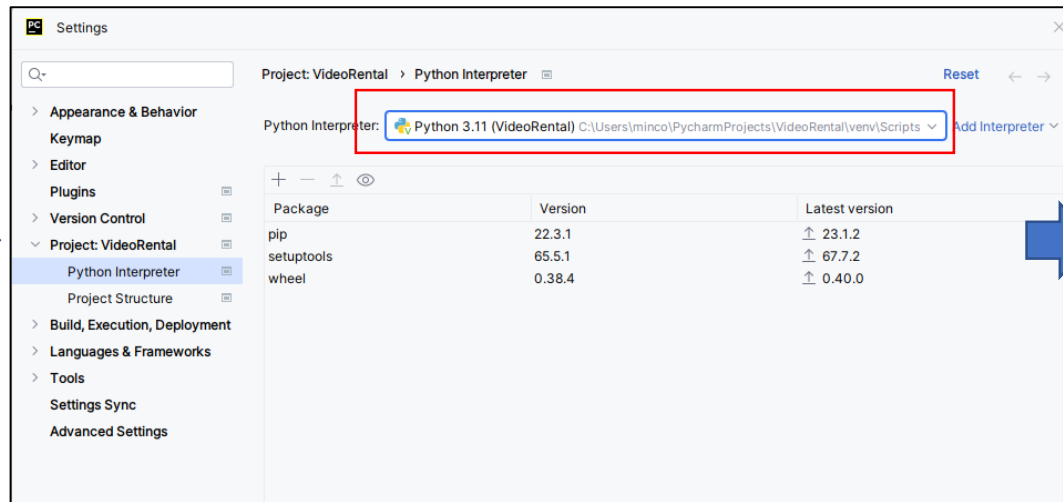 PC Settings
Project: VideoRental › Python Interpreter Reset
Appearance & Behavior
Keymap
Editor
Plugins
Version Control
Project: VideoRental
Python Interpreter
Project Structure
Build, Execution, Deployment
Languages & Frameworks
Tools
Settings Sync
Advanced Settings
Python Interpreter: Python 3.11 (VideoRental) C:\Users\minco\PycharmProjects\VideoRental\venv\Scripts Add Interpreter
Package Version Latest version
pip 22.3.1 23.1.2
setuptools 65.5.1 67.7.2
wheel 0.38.4 0.40.0